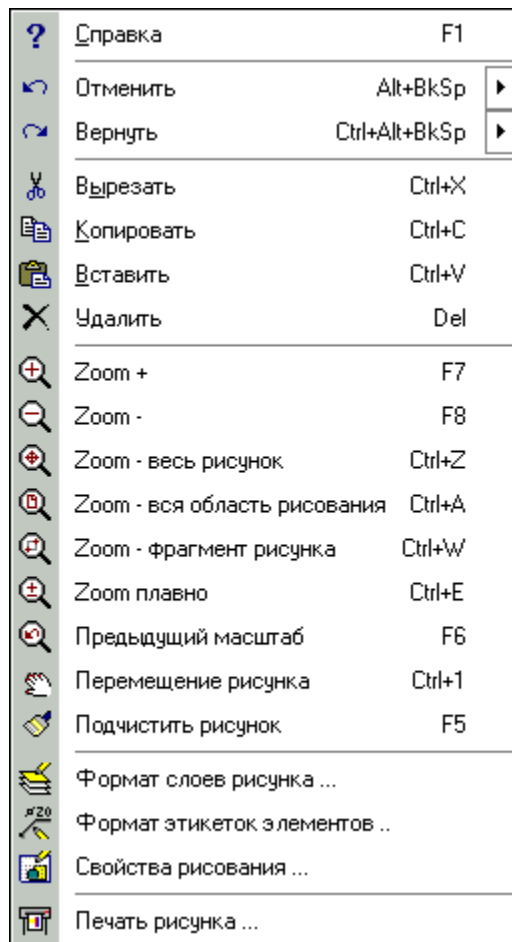 ? Справка F1
Отменить Alt+BkSp
Вернуть Ctrl+Alt+BkSp
Вырезать Ctrl+X
Копировать Ctrl+C
Вставить Ctrl+V
Удалить Del
Zoom + F7
Zoom - F8
Zoom - весь рисунок Ctrl+Z
Zoom - вся область рисования Ctrl+A
Zoom - фрагмент рисунка Ctrl+W
Zoom плавно Ctrl+E
Предыдущий масштаб F6
Перемещение рисунка Ctrl+1
Подчистить рисунок F5
Формат слоев рисунка ...
Формат этикеток элементов ..
Свойства рисования ...
Печать рисунка ...